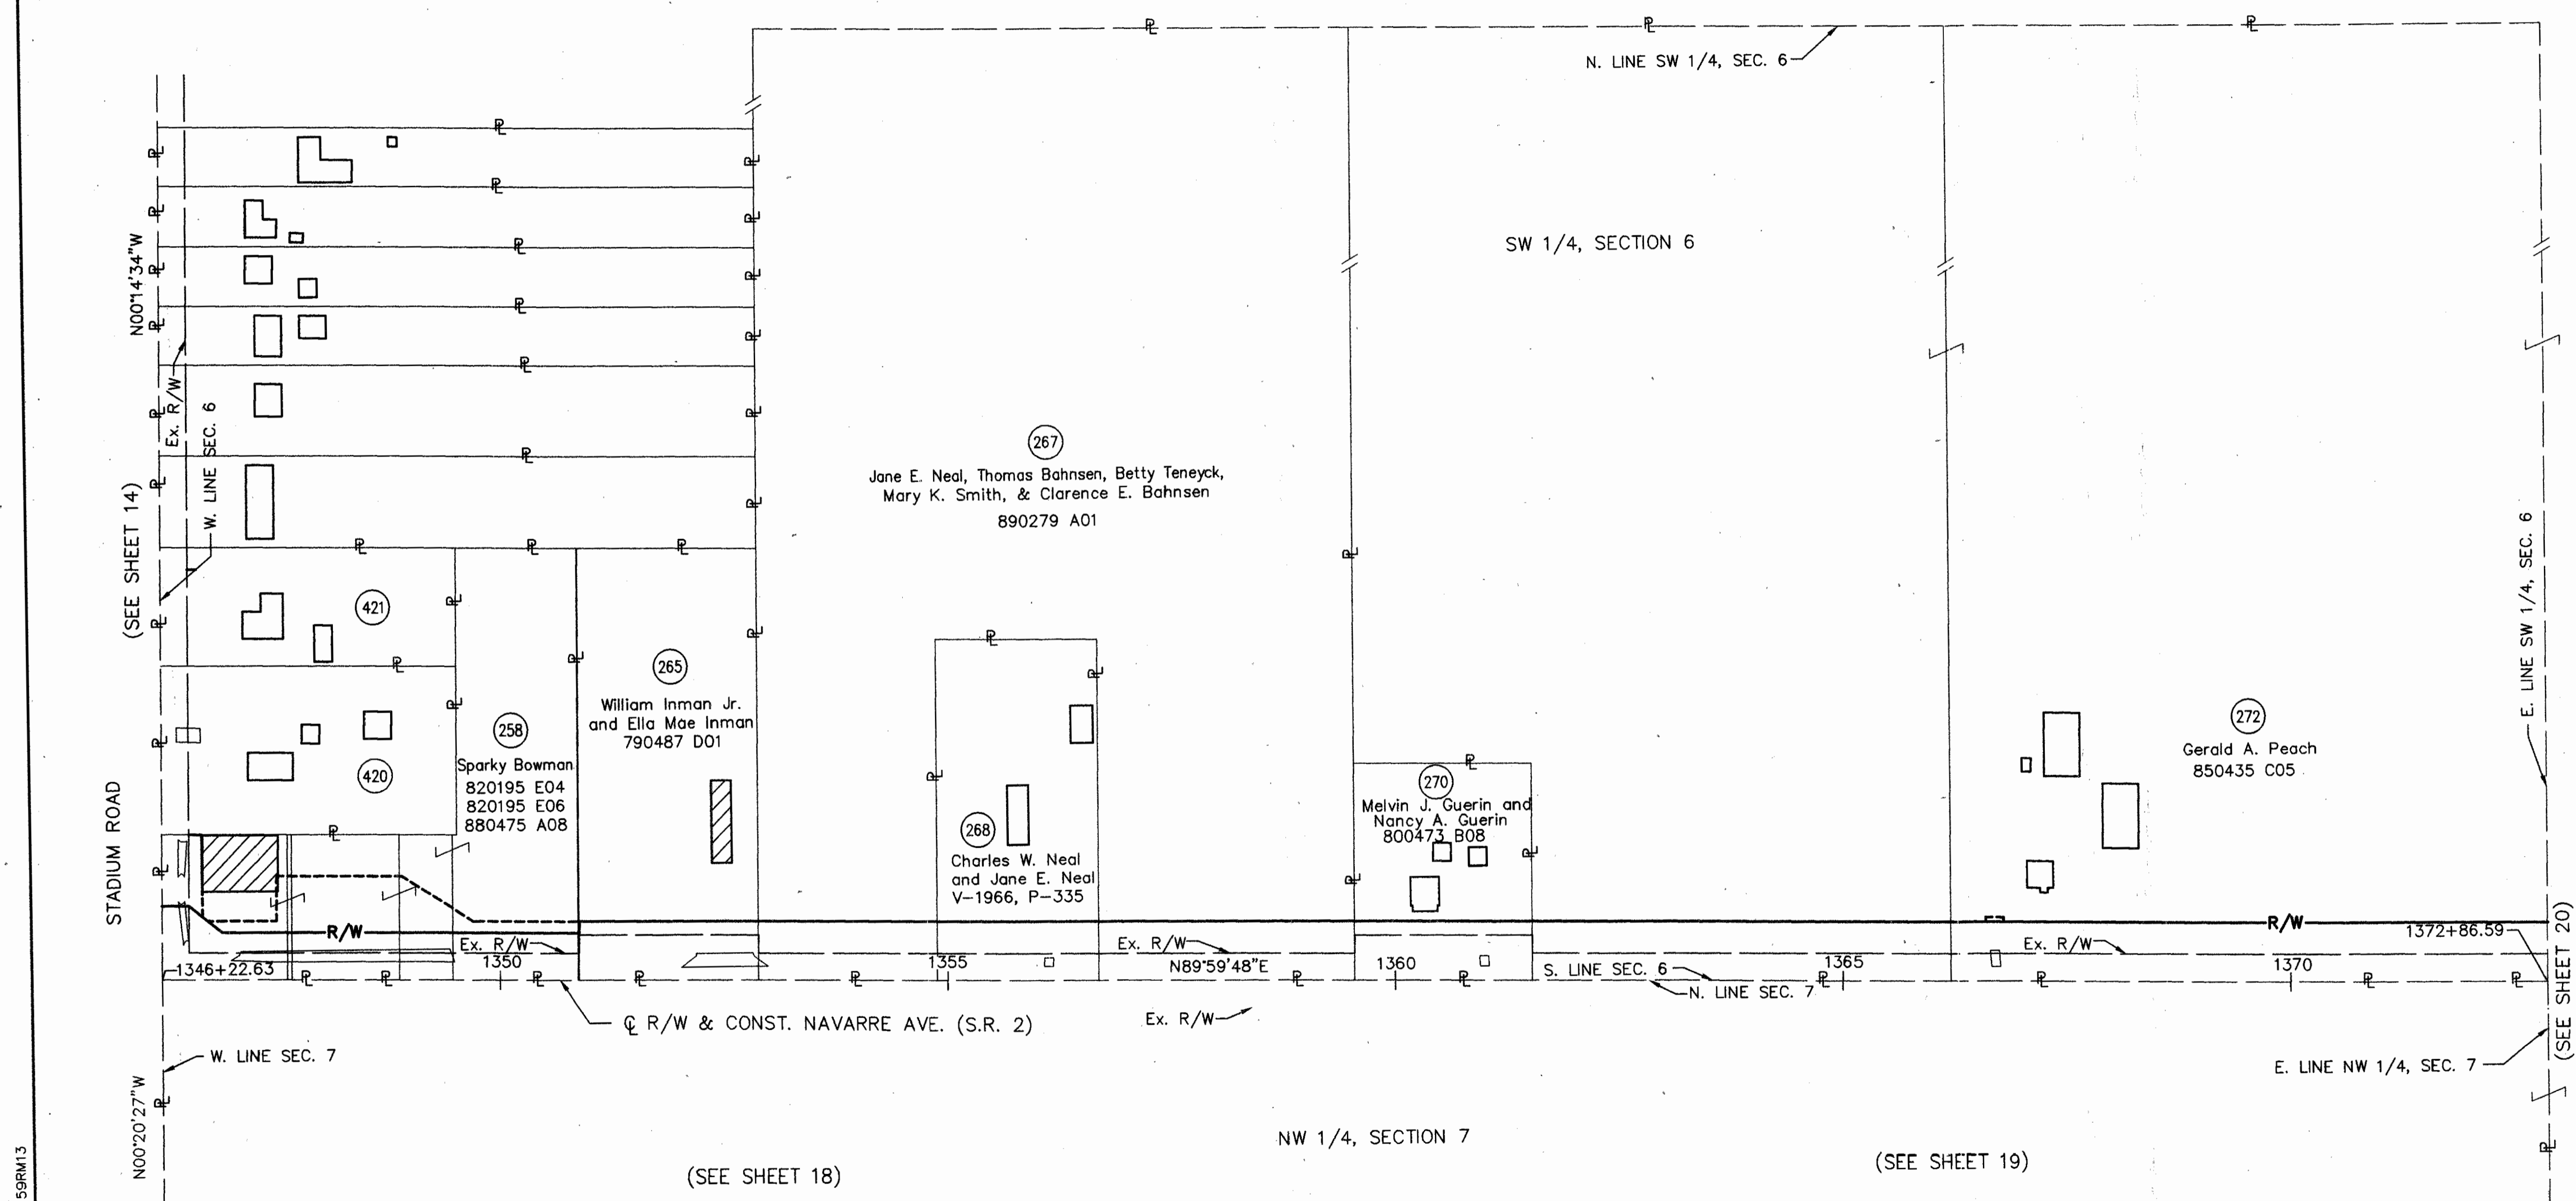 N. LINE SW 1/4, SEC. 6
SW 1/4, SECTION 6
N00°14'34"W
Ex. R/W
W. LINE SEC. 6
(SEE SHEET 14)
267
Jane E. Neal, Thomas Bahnsen, Betty Teneyck,
Mary K. Smith, & Clarence E. Bahnsen
890279 A01
E. LINE SW 1/4, SEC. 6
421
265
William Inman Jr.
and Ella Mae Inman
790487 D01
258
Sparky Bowman
820195 E04
820195 E06
880475 A08
420
STADIUM ROAD
268
Charles W. Neal
and Jane E. Neal
V-1966, P-335
270
Melvin J. Guerin and
Nancy A. Guerin
800473 B08
272
Gerald A. Peach
850435 C05
R/W
R/W
1372+86.59
Ex. R/W
Ex. R/W
Ex. R/W
1346+22.63
1350
1355
N89°59'48"E
1360
S. LINE SEC. 6
1365
1370
N. LINE SEC. 7
(SEE SHEET 20)
℄ R/W & CONST. NAVARRE AVE. (S.R. 2)
Ex. R/W
W. LINE SEC. 7
E. LINE NW 1/4, SEC. 7
N00°20'27"W
NW 1/4, SECTION 7
(SEE SHEET 18)
(SEE SHEET 19)
59RM13